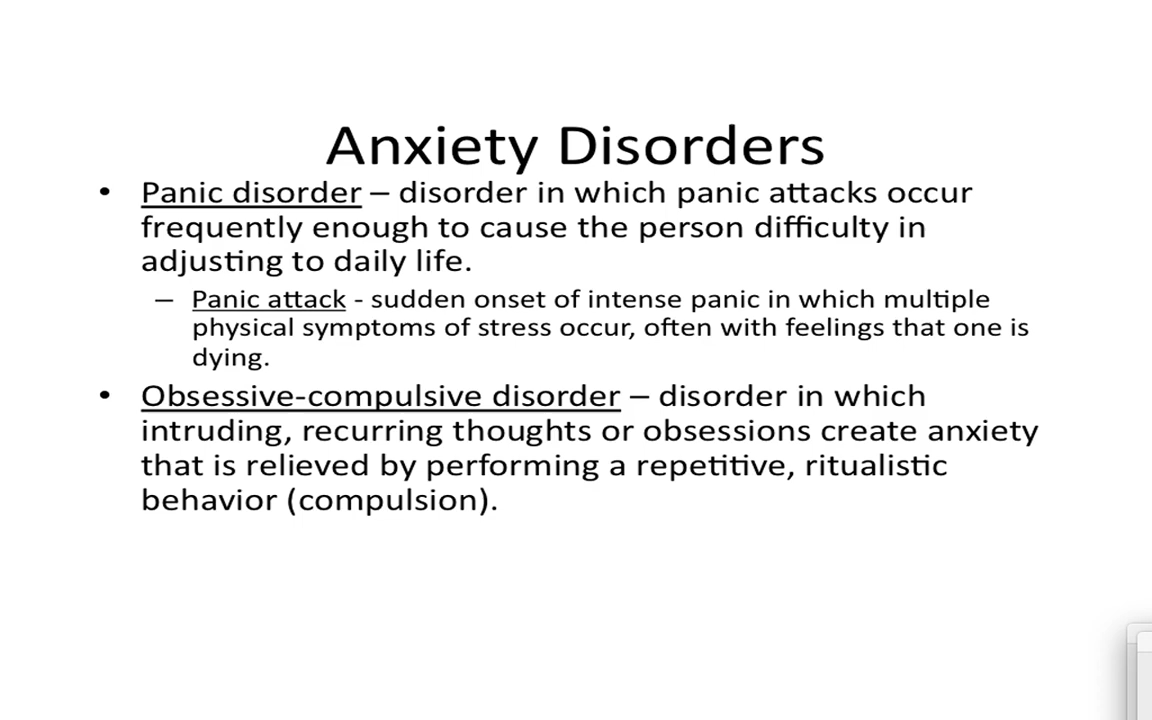 Anxiety Disorders
• Panic disorder – disorder in which panic attacks occur
frequently enough to cause the person difficulty in
adjusting to daily life.
– Panic attack - sudden onset of intense panic in which multiple
physical symptoms of stress occur, often with feelings that one is
dying.
• Obsessive-compulsive disorder – disorder in which
intruding, recurring thoughts or obsessions create anxiety
that is relieved by performing a repetitive, ritualistic
behavior (compulsion).